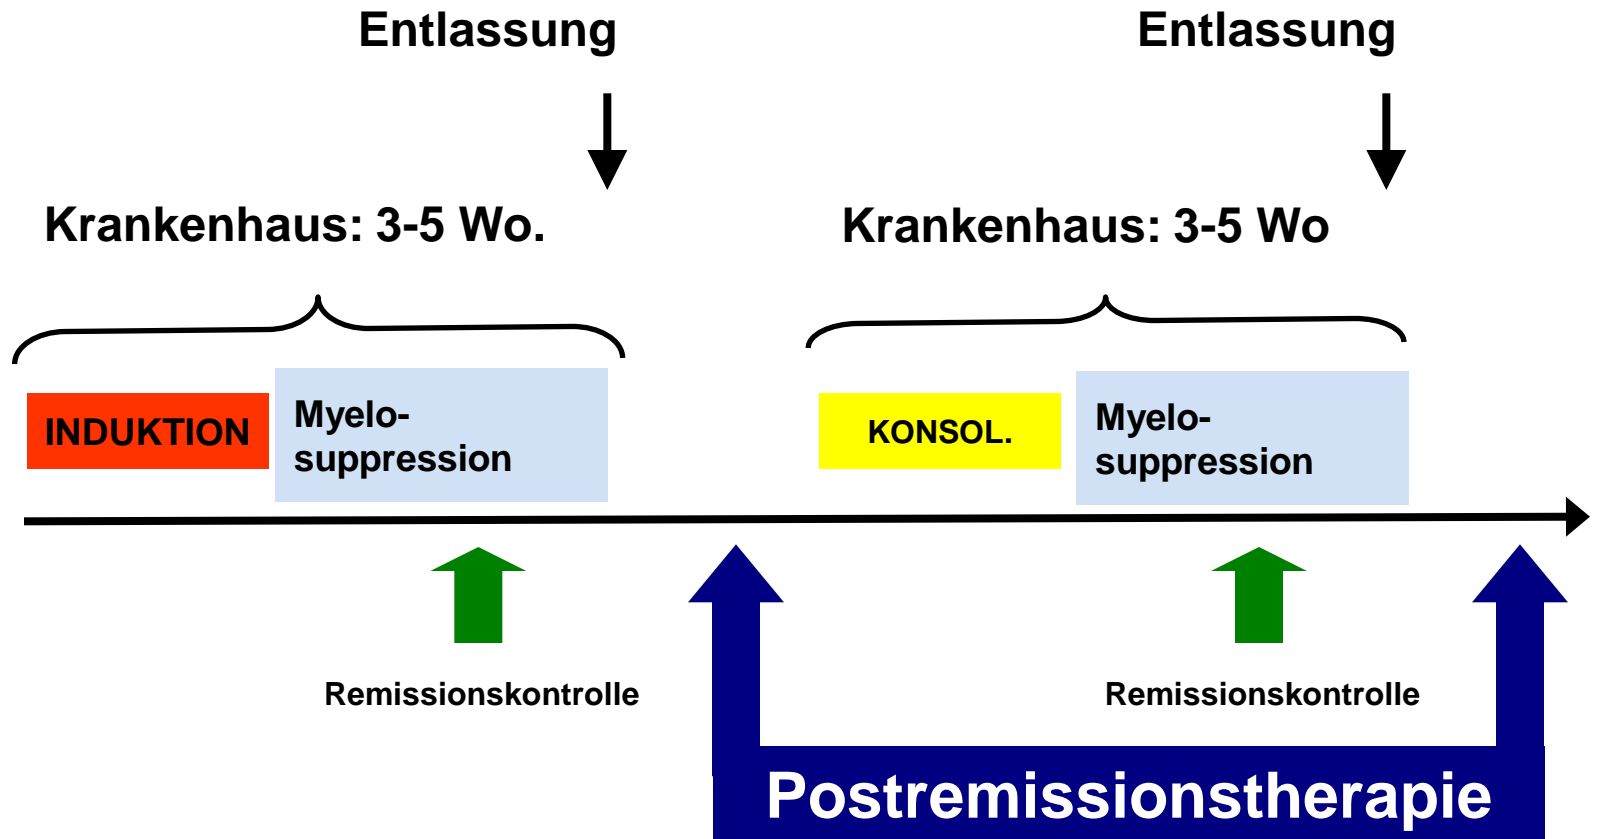 Entlassung
Entlassung
Krankenhaus: 3-5 Wo.
Krankenhaus: 3-5 Wo
INDUKTION
Myelo-
suppression
KONSOL.
Myelo-
suppression
Remissionskontrolle
Remissionskontrolle
Postremissionstherapie